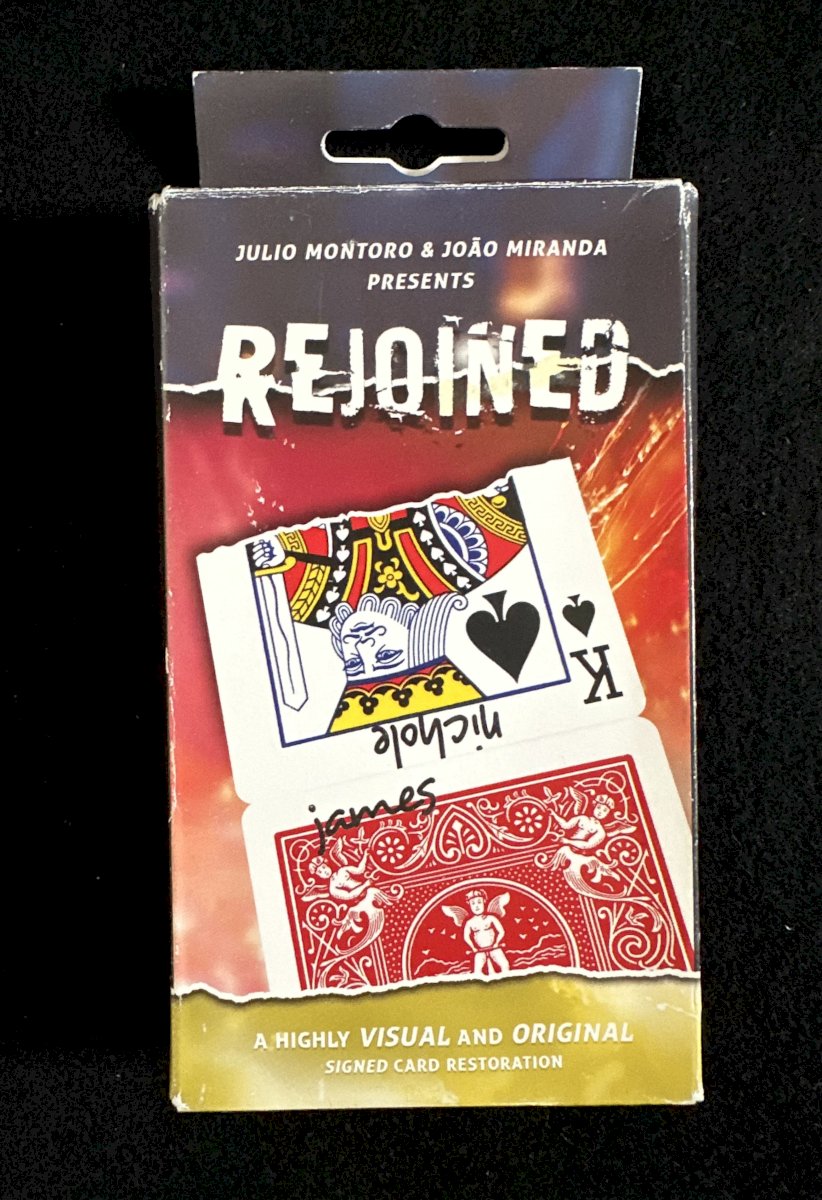 JULIO MONTORO & JOÃO MIRANDA
PRESENTS
REJOINED
K
nichole
james
A HIGHLY VISUAL AND ORIGINAL
SIGNED CARD RESTORATION